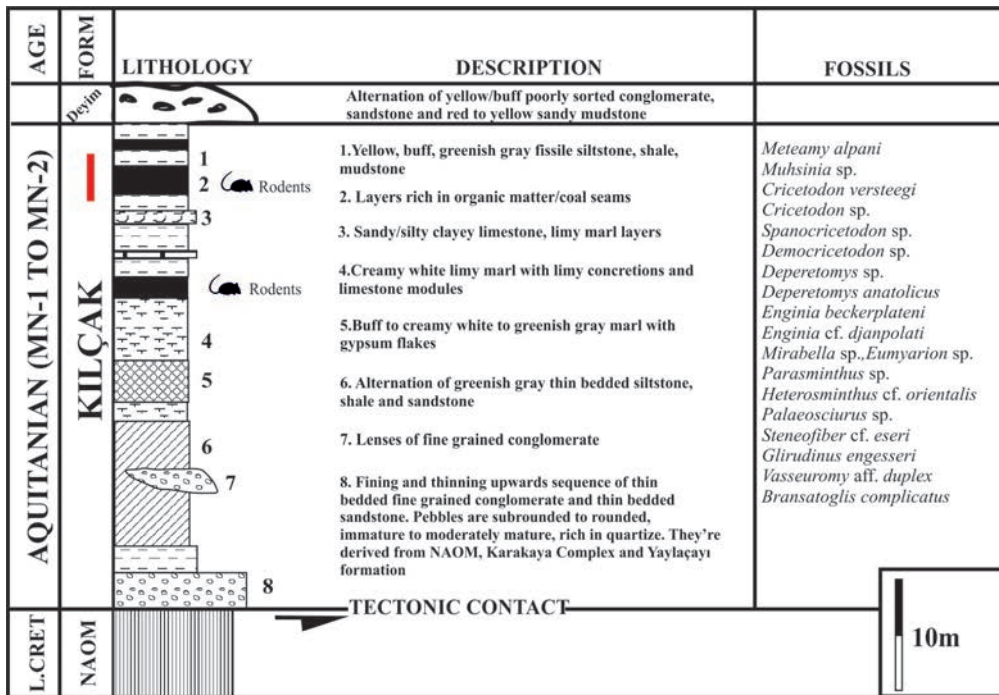 AGE
FORM
LITHOLOGY
DESCRIPTION
FOSSILS
Deyim
Alternation of yellow/buff poorly sorted conglomerate,
sandstone and red to yellow sandy mudstone
AQUITANIAN (MN-1 TO MN-2)
KILÇAK
1
2
Rodents
3
Rodents
4
5
6
7
8
1.Yellow, buff, greenish gray fissile siltstone, shale,
mudstone
2. Layers rich in organic matter/coal seams
3. Sandy/silty clayey limestone, limy marl layers
4.Creamy white limy marl with limy concretions and
limestone modules
5.Buff to creamy white to greenish gray marl with
gypsum flakes
6. Alternation of greenish gray thin bedded siltstone,
shale and sandstone
7. Lenses of fine grained conglomerate
8. Fining and thinning upwards sequence of thin
bedded fine grained conglomerate and thin bedded
sandstone. Pebbles are subrounded to rounded,
immature to moderately mature, rich in quartize. They're
derived from NAOM, Karakaya Complex and Yaylaçayı
formation
Meteamy alpani
Muhsinia sp.
Cricetodon versteegi
Cricetodon sp.
Spanocricetodon sp.
Democricetodon sp.
Deperetomys sp.
Deperetomys anatolicus
Enginia beckerplateni
Enginia cf. djanpolati
Mirabella sp.,Eumyarion sp.
Parasminthus sp.
Heterosminthus cf. orientalis
Palaeosciurus sp.
Steneofiber cf. eseri
Glirudinus engesseri
Vasseuromy aff. duplex
Bransatoglis complicatus
TECTONIC CONTACT
L.CRET
NAOM
10m